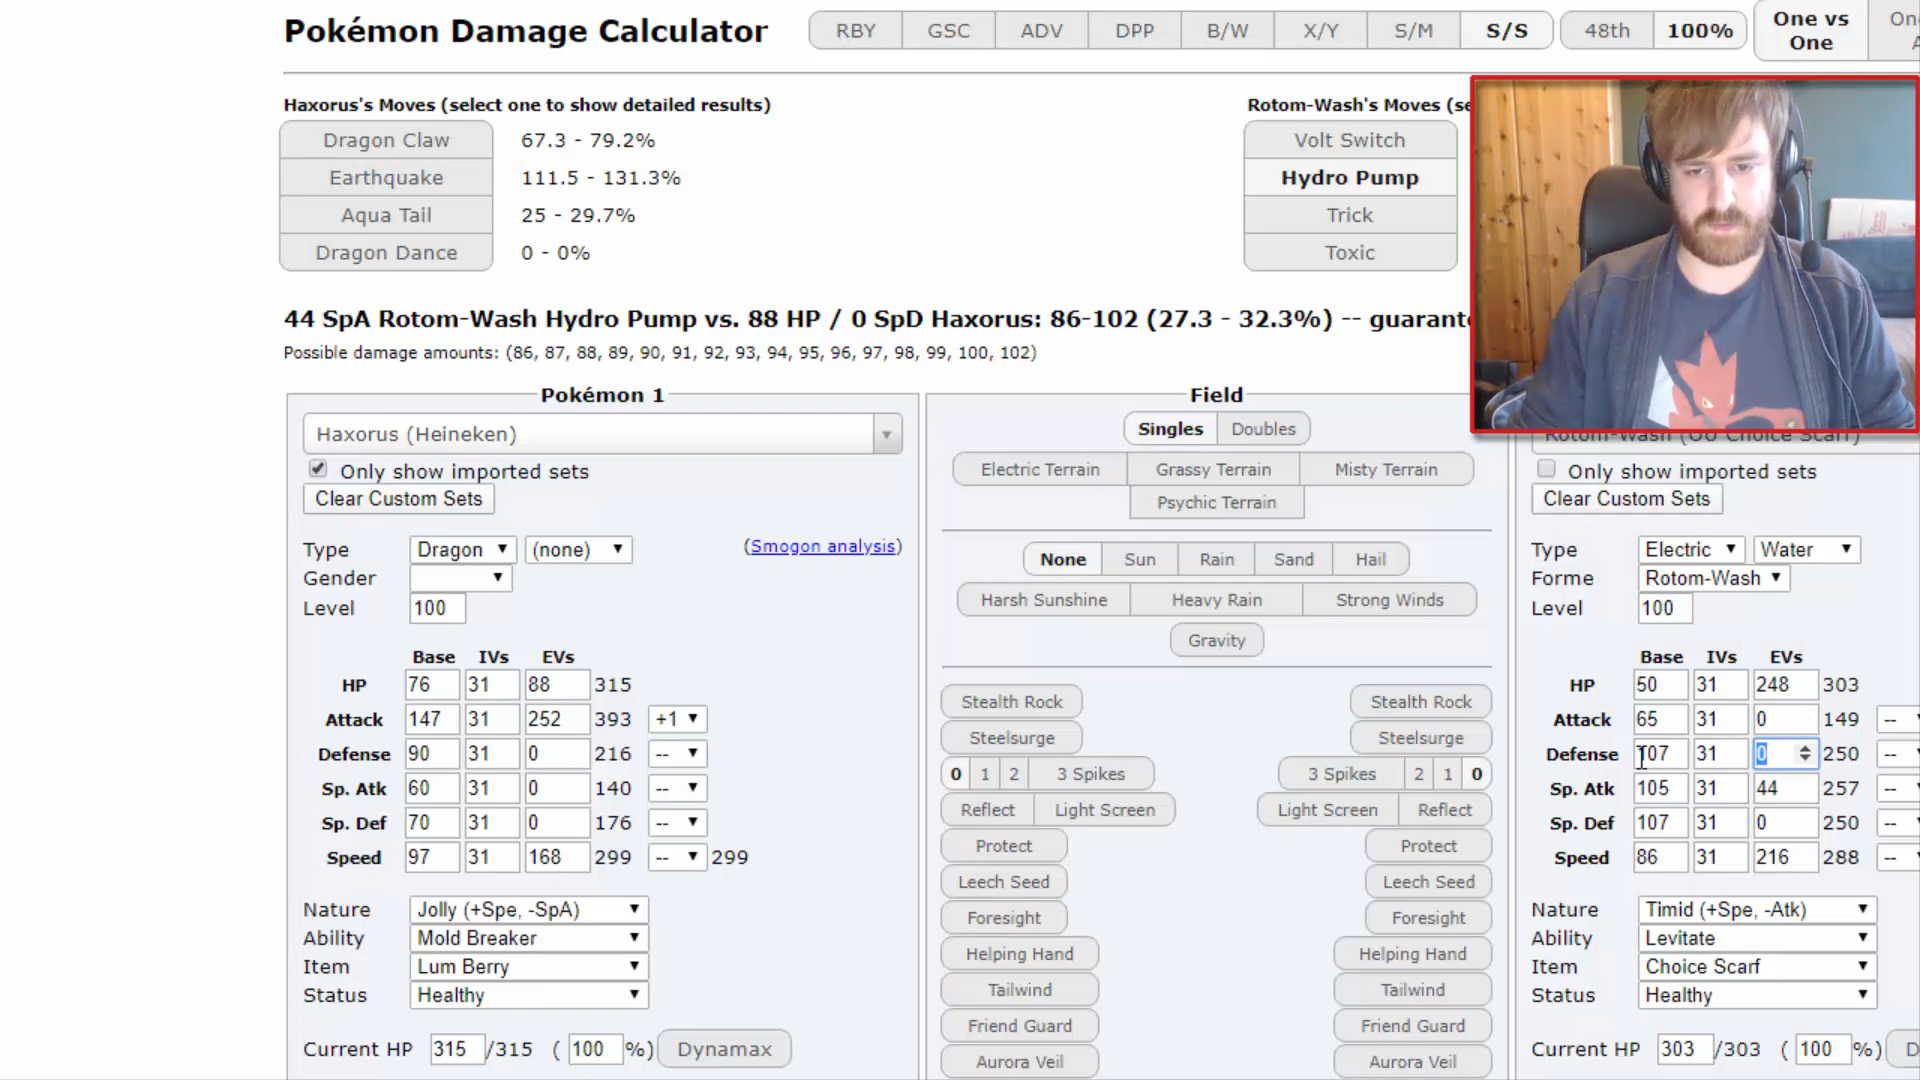 Pokémon Damage Calculator
RBY GSC ADV DPP B/W X/Y S/M S/S 48th 100% One vs One
Haxorus's Moves (select one to show detailed results)
Dragon Claw 67.3 - 79.2%
Earthquake 111.5 - 131.3%
Aqua Tail 25 - 29.7%
Dragon Dance 0 - 0%
Rotom-Wash's Moves (se
Volt Switch
Hydro Pump
Trick
Toxic
44 SpA Rotom-Wash Hydro Pump vs. 88 HP / 0 SpD Haxorus: 86-102 (27.3 - 32.3%) -- guarant
Possible damage amounts: (86, 87, 88, 89, 90, 91, 92, 93, 94, 95, 96, 97, 98, 99, 100, 102)
Pokémon 1
Haxorus (Heineken)
Only show imported sets
Clear Custom Sets
Type Dragon (none) (Smogon analysis)
Gender
Level 100
Base IVs EVs
HP 76 31 88 315
Attack 147 31 252 393 +1
Defense 90 31 0 216 --
Sp. Atk 60 31 0 140 --
Sp. Def 70 31 0 176 --
Speed 97 31 168 299 -- 299
Nature Jolly (+Spe, -SpA)
Ability Mold Breaker
Item Lum Berry
Status Healthy
Current HP 315 /315 ( 100 %) Dynamax
Field
Singles Doubles
Electric Terrain Grassy Terrain Misty Terrain
Psychic Terrain
None Sun Rain Sand Hail
Harsh Sunshine Heavy Rain Strong Winds
Gravity
Stealth Rock Stealth Rock
Steelsurge Steelsurge
0 1 2 3 Spikes 3 Spikes 2 1 0
Reflect Light Screen Light Screen Reflect
Protect Protect
Leech Seed Leech Seed
Foresight Foresight
Helping Hand Helping Hand
Tailwind Tailwind
Friend Guard Friend Guard
Aurora Veil Aurora Veil
Rotom-Wash (OU Choice Scarf)
Only show imported sets
Clear Custom Sets
Type Electric Water
Forme Rotom-Wash
Level 100
Base IVs EVs
HP 50 31 248 303
Attack 65 31 0 149 --
Defense 107 31 0 250 --
Sp. Atk 105 31 44 257 --
Sp. Def 107 31 0 250 --
Speed 86 31 216 288 --
Nature Timid (+Spe, -Atk)
Ability Levitate
Item Choice Scarf
Status Healthy
Current HP 303 /303 ( 100 %) D